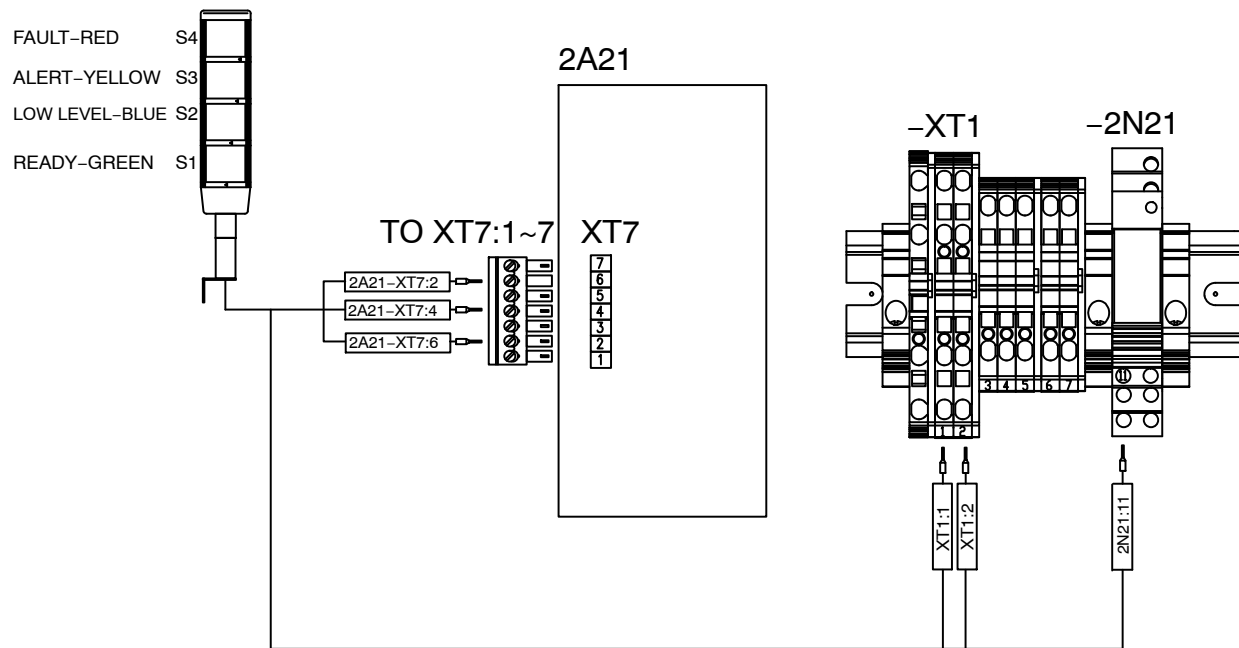 FAULT–RED S4
ALERT–YELLOW S3
LOW LEVEL–BLUE S2
READY–GREEN S1
2A21
–XT1
–2N21
TO XT7:1~7
XT7
7
6
5
4
3
2
1
2A21–XT7:2
2A21–XT7:4
2A21–XT7:6
11
3 4 5 6 7
1 2
XT1:1
XT1:2
2N21:11